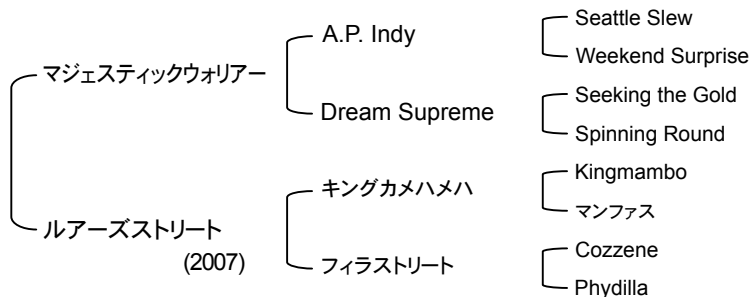 Seattle Slew
A.P. Indy
Weekend Surprise
マジェスティックウォリアー
Seeking the Gold
Dream Supreme
Spinning Round
Kingmambo
キングカメハメハ
マンファス
ルアーズストリート
(2007)
Cozzene
フィラストリート
Phydilla